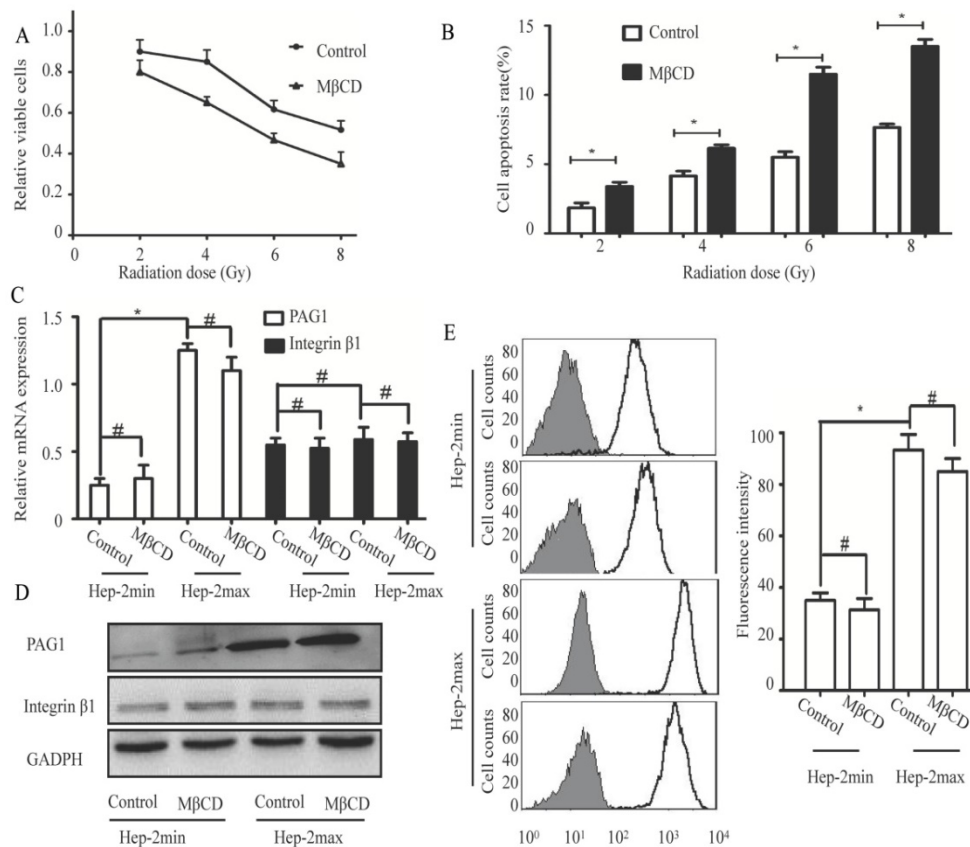 A
Relative viable cells
1.0
0.8
0.6
0.4
0.2
0
2
4
6
8
Radiation dose (Gy)
Control
MβCD
B
Cell apoptosis rate(%)
15
10
5
0
Control
MβCD
*
*
*
*
2
4
6
8
Radiation dose (Gy)
C
Relative mRNA expression
1.5
1.0
0.5
0
PAG1
Integrin β1
*
#
#
#
#
#
Control
MβCD
Control
MβCD
Control
MβCD
Control
MβCD
Hep-2min
Hep-2max
Hep-2min
Hep-2max
D
PAG1
Integrin β1
GADPH
Control
MβCD
Control
MβCD
Hep-2min
Hep-2max
E
Hep-2min
Hep-2max
Cell counts
80
60
40
20
0
Cell counts
80
60
40
20
0
Cell counts
80
60
40
20
0
Cell counts
80
60
40
20
0
10⁰
10¹
10²
10³
10⁴
Fluorescence intensity
100
80
60
40
20
0
*
#
#
Control
MβCD
Control
MβCD
Hep-2min
Hep-2max